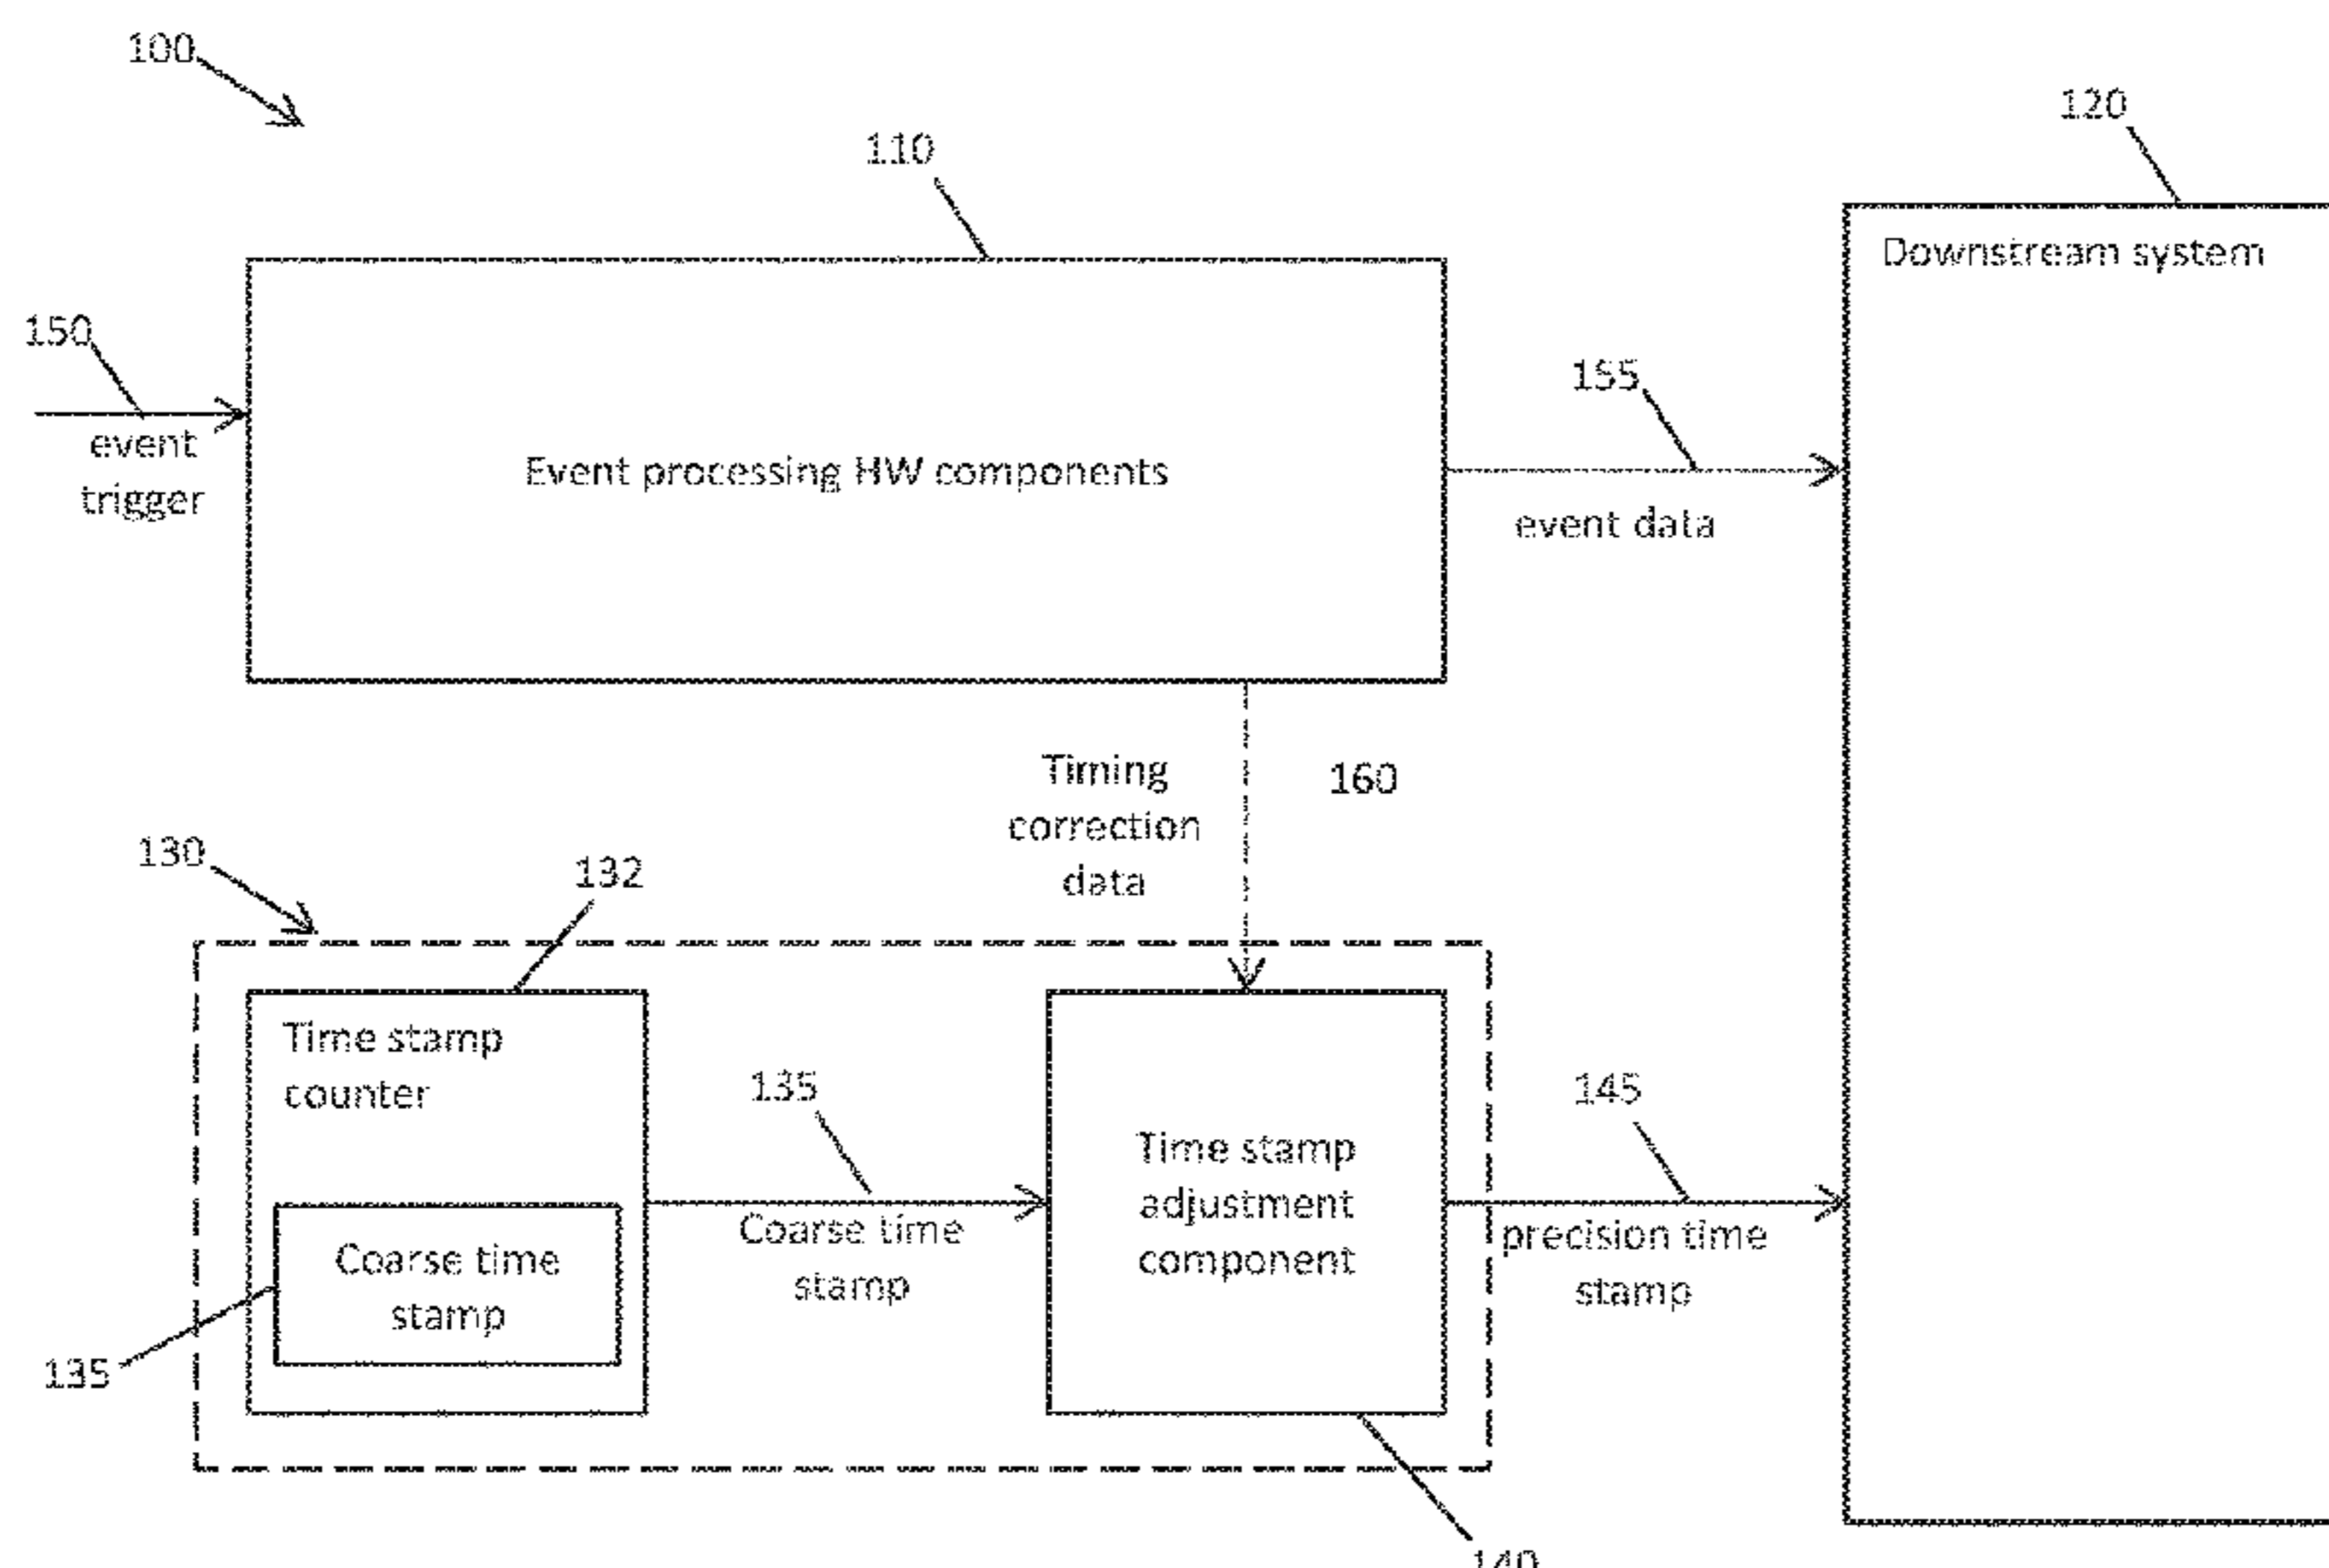 100
120
110
Downstream system
150
155
event
trigger
Event processing HW components
event data
Timing
correction
data
160
130
132
Time stamp
counter
135
145
Time stamp
adjustment
component
Coarse time
stamp
precision time
stamp
Coarse time
stamp
135
140